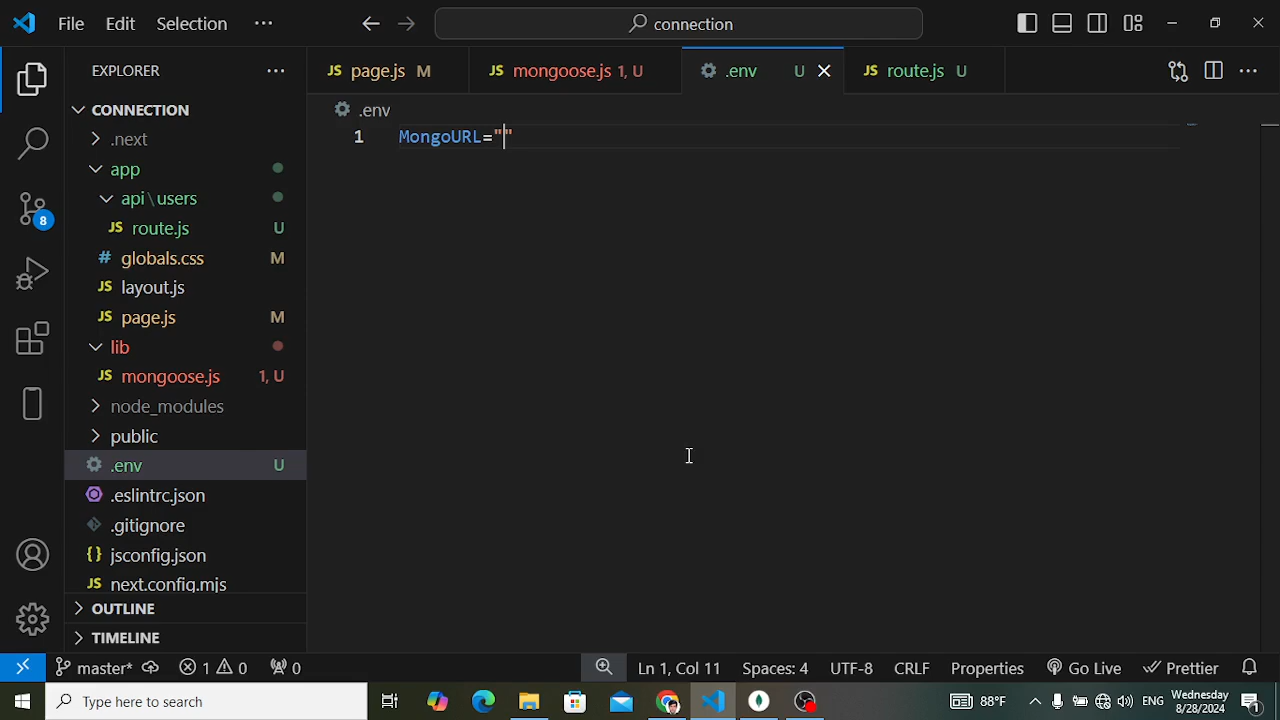 File Edit Selection ··· connection
EXPLORER ···
page.js M
mongoose.js 1, U
.env U
route.js U
CONNECTION
.env
.next
1 MongoURL=""
app
api\users
JS route.js U
# globals.css M
JS layout.js
JS page.js M
lib
JS mongoose.js 1, U
node_modules
public
.env U
.eslintrc.json
.gitignore
{} jsconfig.json
JS next.config.mjs
OUTLINE
TIMELINE
8
master* 1 0 0 Ln 1, Col 11 Spaces: 4 UTF-8 CRLF Properties Go Live Prettier
Type here to search 88°F ENG Wednesday 8/28/2024 1